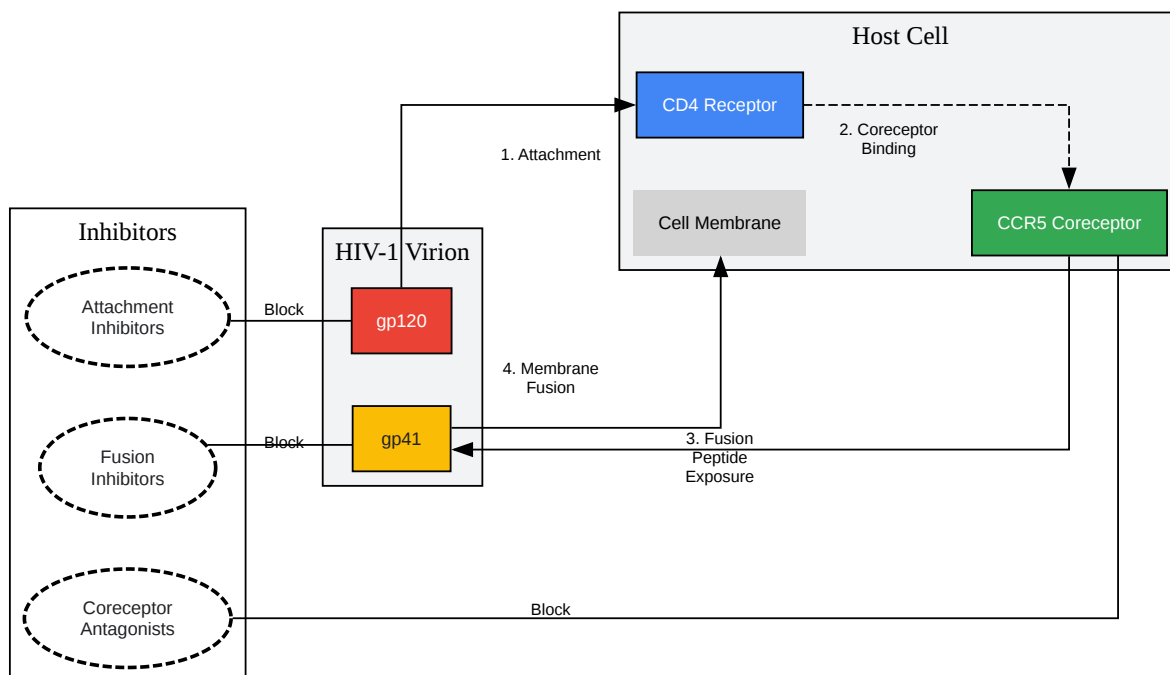 Host Cell
CD4 Receptor
2. Coreceptor
Binding
1. Attachment
Cell Membrane
CCR5 Coreceptor
Inhibitors
HIV-1 Virion
Attachment
Inhibitors
Block
gp120
4. Membrane
Fusion
gp41
Block
3. Fusion
Peptide
Exposure
Fusion
Inhibitors
Coreceptor
Antagonists
Block